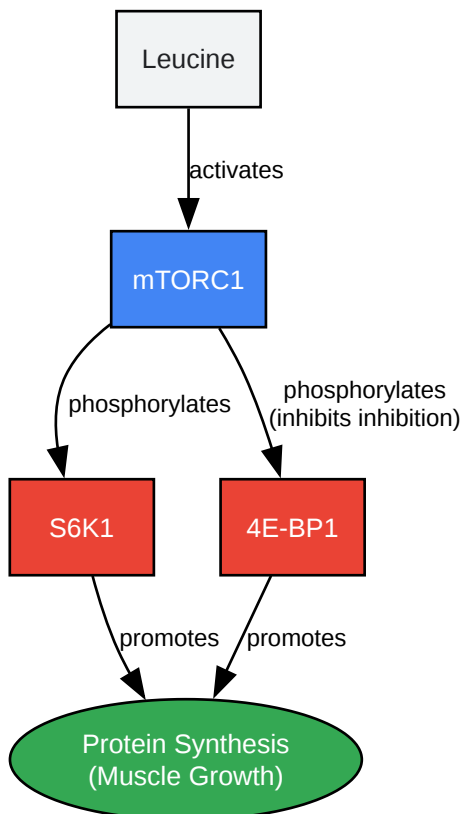 Leucine
activates
mTORC1
phosphorylates
phosphorylates
(inhibits inhibition)
S6K1
4E-BP1
promotes
promotes
Protein Synthesis
(Muscle Growth)